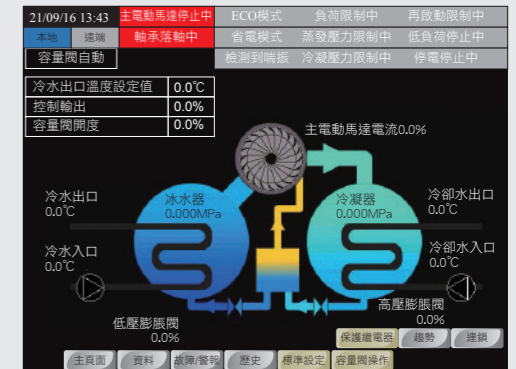 21/09/16 13:43 主電動馬達停止中 ECO模式 負荷限制中 再啟動限制中
本地 遠端 軸承落軸中 省電模式 蒸發壓力限制中 低負荷停止中
容量閥自動 檢測到喘振 冷凝壓力限制中 停電停止中
冷水出口溫度設定值 0.0℃
控制輸出 0.0%
容量閥開度 0.0%
主電動馬達電流0.0%
冷水出口
0.0℃
冰水器
0.000MPa
冷凝器
0.000MPa
冷卻水出口
0.0℃
冷水入口
0.0℃
冷卻水入口
0.0℃
高壓膨脹閥
0.0%
低壓膨脹閥
0.0%
保護繼電器 趨勢 連鎖
主頁面 資料 故障/警報 歷史 標準設定 容量閥操作